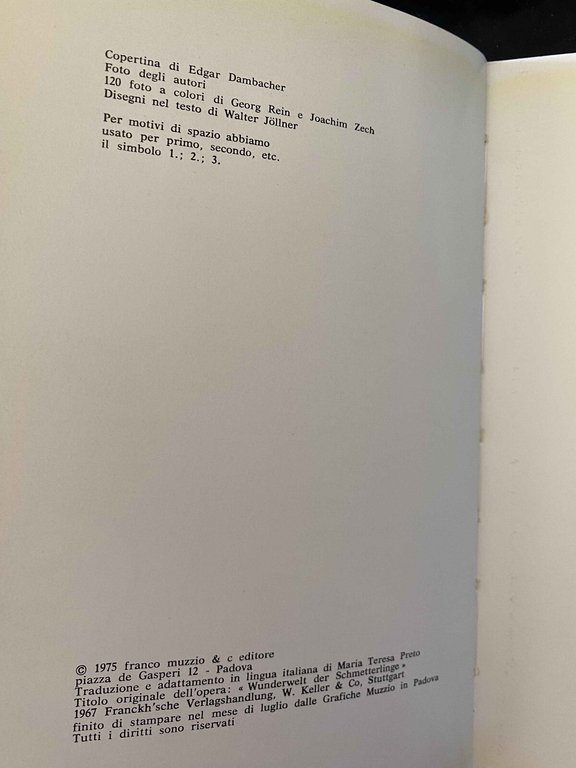 Copertina di Edgar Dambacher
Foto degli autori
120 foto a colori di Georg Rein e Joachim Zech
Disegni nel testo di Walter Jöllner
Per motivi di spazio abbiamo
usato per primo, secondo, etc.
il simbolo 1.; 2.; 3.
© 1975 franco muzzio & c editore
piazza de Gasperi 12 - Padova
Traduzione e adattamento in lingua italiana di Maria Teresa Preto
Titolo originale dell'opera: « Wunderwelt der Schmetterlinge »
1967 Franckh'sche Verlagshandlung, W. Keller & Co, Stuttgart
finito di stampare nel mese di luglio dalle Grafiche Muzzio in Padova
Tutti i diritti sono riservati